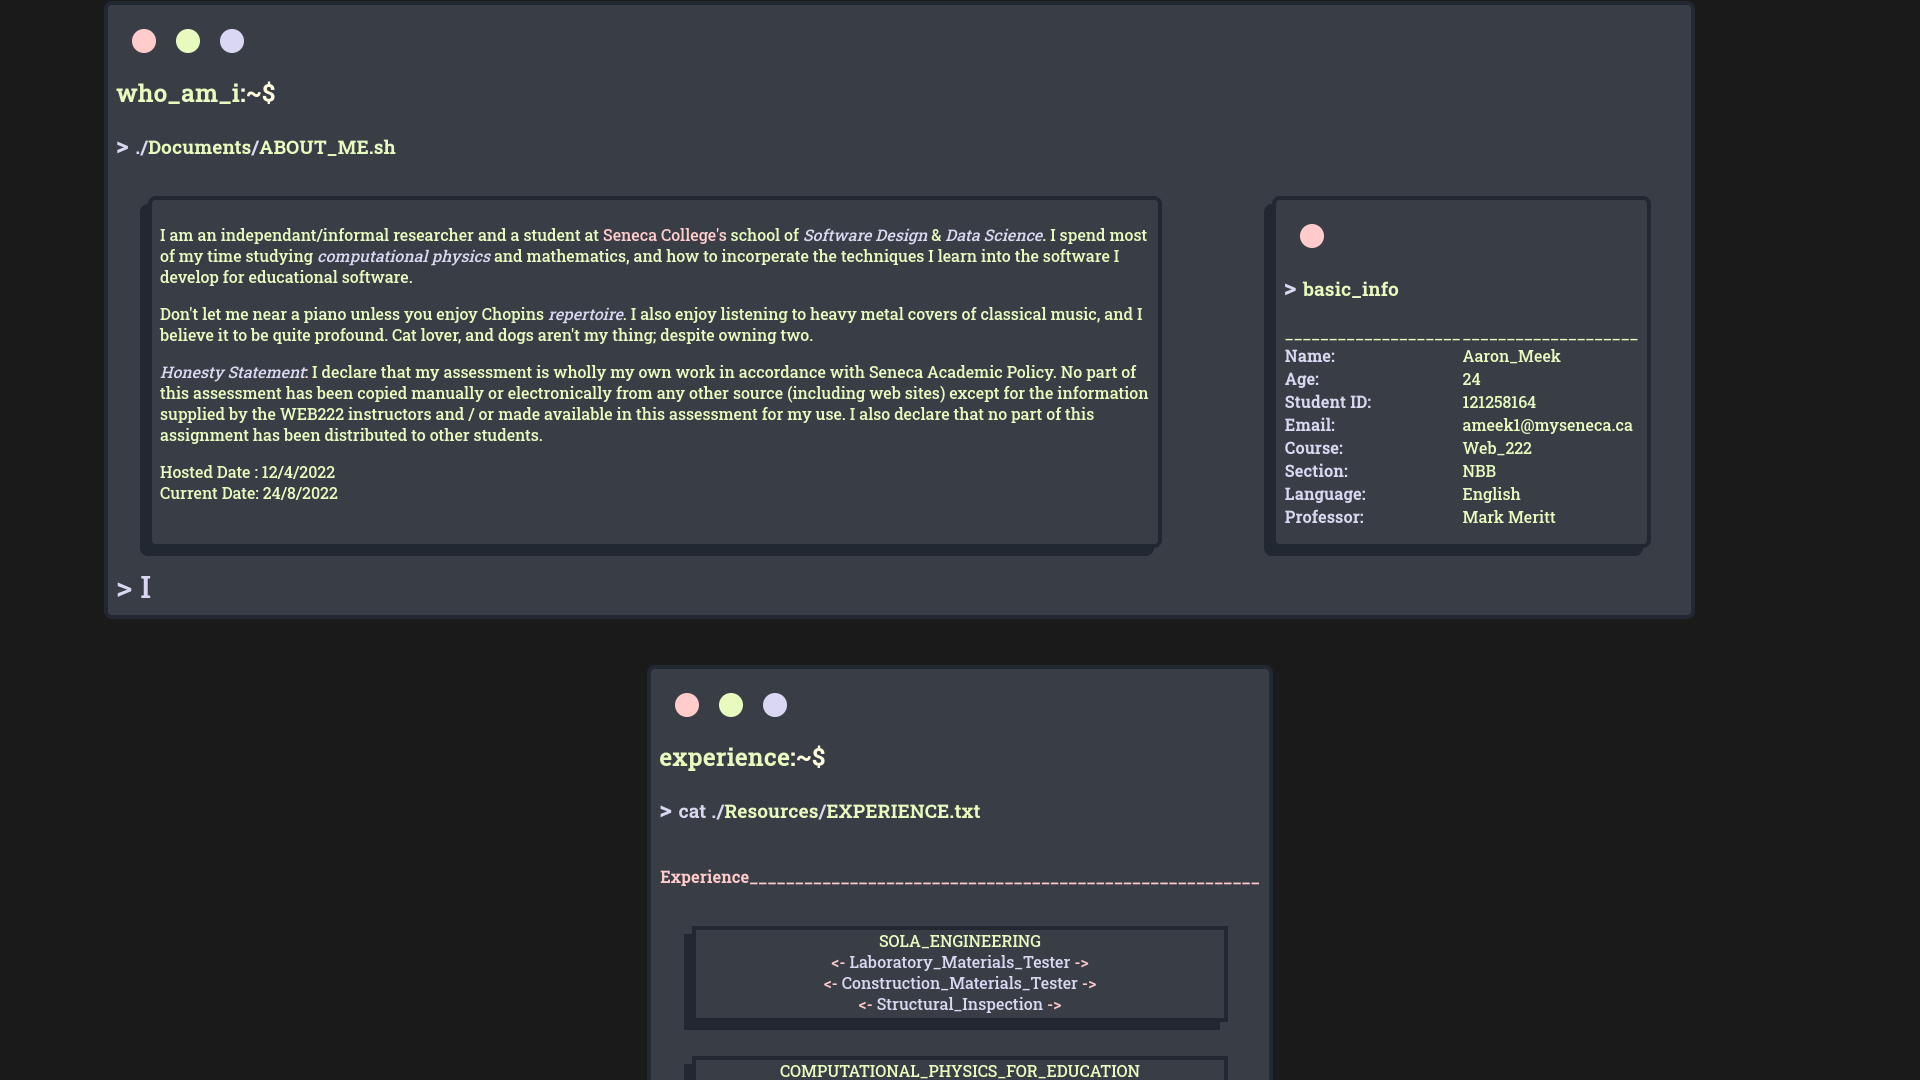 who_am_i:~$
> ./Documents/ABOUT_ME.sh
I am an independant/informal researcher and a student at Seneca College's school of Software Design & Data Science. I spend most
of my time studying computational physics and mathematics, and how to incorperate the techniques I learn into the software I
develop for educational software.
Don't let me near a piano unless you enjoy Chopins repertoire. I also enjoy listening to heavy metal covers of classical music, and I
believe it to be quite profound. Cat lover, and dogs aren't my thing; despite owning two.
Honesty Statement: I declare that my assessment is wholly my own work in accordance with Seneca Academic Policy. No part of
this assessment has been copied manually or electronically from any other source (including web sites) except for the information
supplied by the WEB222 instructors and / or made available in this assessment for my use. I also declare that no part of this
assignment has been distributed to other students.
Hosted Date : 12/4/2022
Current Date: 24/8/2022
> basic_info
________________________________________
Name: Aaron_Meek
Age: 24
Student ID: 121258164
Email: ameek1@myseneca.ca
Course: Web_222
Section: NBB
Language: English
Professor: Mark Meritt
> I
experience:~$
> cat ./Resources/EXPERIENCE.txt
Experience________________________________________________________
SOLA_ENGINEERING
<- Laboratory_Materials_Tester ->
<- Construction_Materials_Tester ->
<- Structural_Inspection ->
COMPUTATIONAL_PHYSICS_FOR_EDUCATION